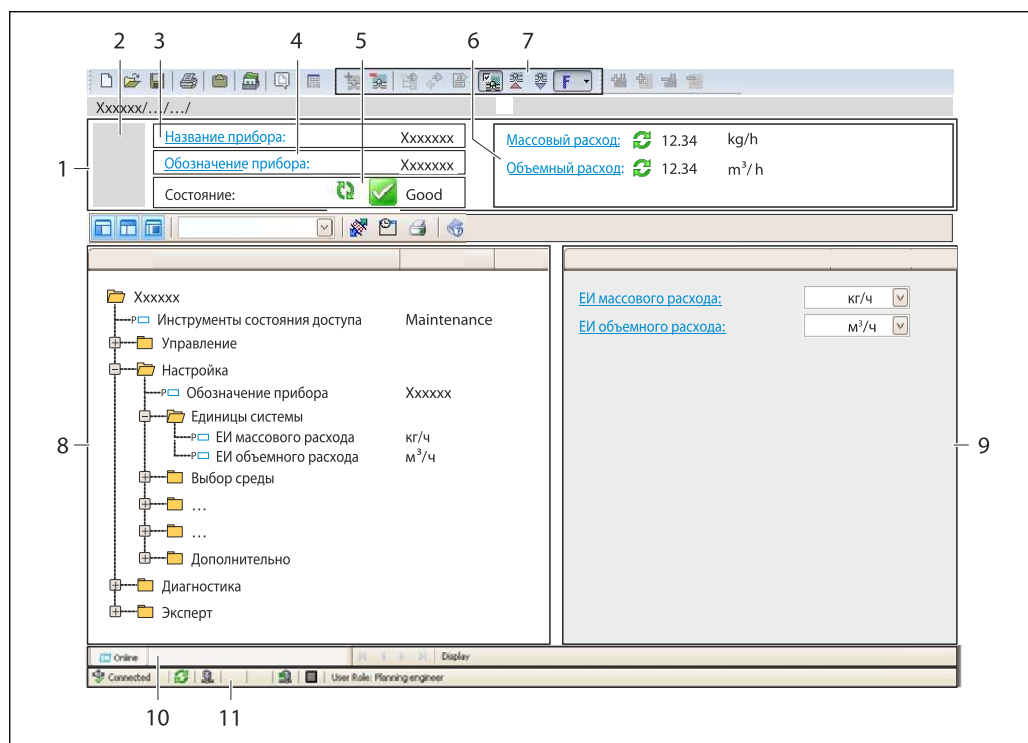 2 3 4 5 6 7
F
Xxxxxx/.../.../
1
Название прибора: Xxxxxxx
Обозначение прибора: Xxxxxxx
Состояние: Good
Массовый расход: 12.34 kg/h
Объемный расход: 12.34 m³/h
Xxxxxx
P Инструменты состояния доступа Maintenance
Управление
Настройка
P Обозначение прибора Xxxxxx
Единицы системы
P ЕИ массового расхода кг/ч
P ЕИ объемного расхода м³/ч
Выбор среды
...
...
Дополнительно
Диагностика
Эксперт
8
ЕИ массового расхода: кг/ч
ЕИ объемного расхода: м³/ч
9
Online Display
Connected User Role: Planning engineer
10 11